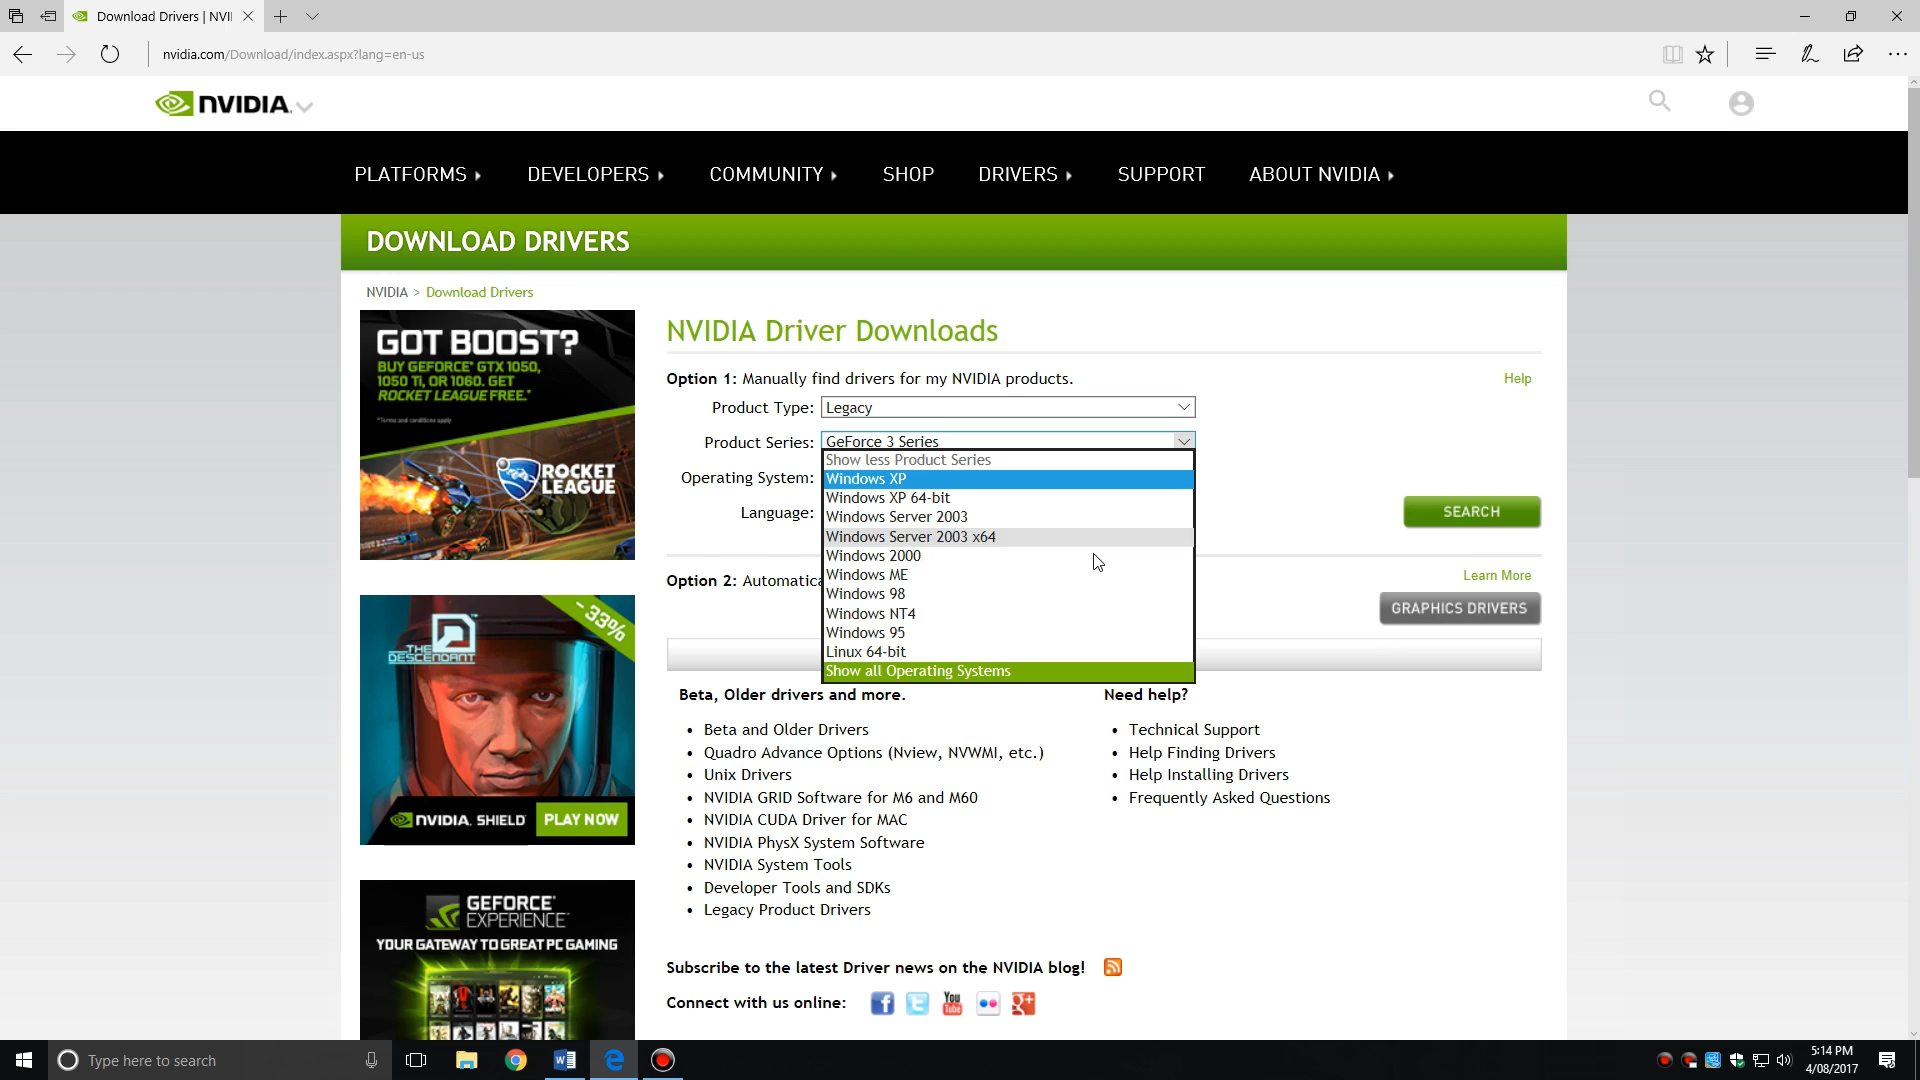 Download Drivers | NVI
nvidia.com/Download/index.aspx?lang=en-us
NVIDIA.
PLATFORMS
DEVELOPERS
COMMUNITY
SHOP
DRIVERS
SUPPORT
ABOUT NVIDIA
DOWNLOAD DRIVERS
NVIDIA > Download Drivers
GOT BOOST?
BUY GEFORCE® GTX 1050,
1050 TI, OR 1060. GET
ROCKET LEAGUE FREE.*
*Terms and conditions apply
ROCKET
LEAGUE
NVIDIA Driver Downloads
Option 1: Manually find drivers for my NVIDIA products.
Help
Product Type: Legacy
Product Series: GeForce 3 Series
Show less Product Series
Operating System:
Windows XP
Windows XP 64-bit
Language:
Windows Server 2003
SEARCH
Windows Server 2003 x64
Windows 2000
Windows ME
Windows 98
Windows NT4
Windows 95
Linux 64-bit
Show all Operating Systems
Option 2: Automatica
Learn More
GRAPHICS DRIVERS
-33%
THE
DESCENDANT
NVIDIA. SHIELD
PLAY NOW
Beta, Older drivers and more.
• Beta and Older Drivers
• Quadro Advance Options (Nview, NVWMI, etc.)
• Unix Drivers
• NVIDIA GRID Software for M6 and M60
• NVIDIA CUDA Driver for MAC
• NVIDIA PhysX System Software
• NVIDIA System Tools
• Developer Tools and SDKs
• Legacy Product Drivers
Need help?
• Technical Support
• Help Finding Drivers
• Help Installing Drivers
• Frequently Asked Questions
GEFORCE®
EXPERIENCE™
YOUR GATEWAY TO GREAT PC GAMING
Subscribe to the latest Driver news on the NVIDIA blog!
Connect with us online:
f
t
You
Tube
g+
Type here to search
5:14 PM
4/08/2017